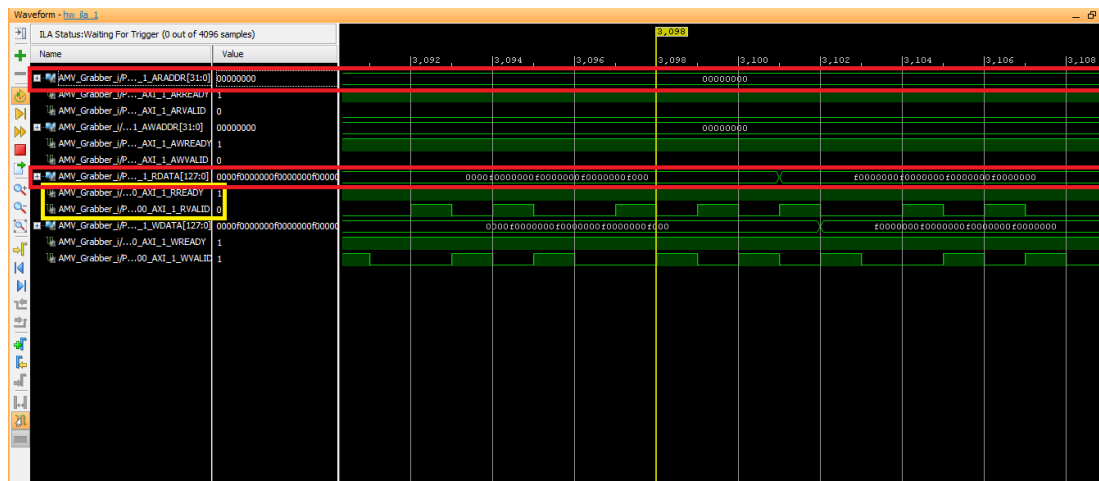 Waveform - hw_ila_1
ILA Status:Waiting For Trigger (0 out of 4096 samples)
3,098
Name Value
3,092 3,094 3,096 3,098 3,100 3,102 3,104 3,106 3,108
AMV_Grabber_i/P..._1_ARADDR[31:0] 00000000 00000000
AMV_Grabber_i/P..._AXI_1_ARREADY 1
AMV_Grabber_i/P..._AXI_1_ARVALID 0
AMV_Grabber_i/...1_AWADDR[31:0] 00000000 00000000
AMV_Grabber_i/P..._AXI_1_AWREADY 1
AMV_Grabber_i/P..._AXI_1_AWVALID 0
AMV_Grabber_i/P..._1_RDATA[127:0] 0000f0000000f0000000f00000 0000f0000000f0000000f0000000f000 f0000000f0000000f0000000f0000000
AMV_Grabber_i/...0_AXI_1_RREADY 1
AMV_Grabber_i/P...00_AXI_1_RVALID 0
AMV_Grabber_i/P..._1_WDATA[127:0] 0000f0000000f0000000f00000 0000f0000000f0000000f0000000f000 f0000000f0000000f0000000f0000000
AMV_Grabber_i/...0_AXI_1_WREADY 1
AMV_Grabber_i/P...00_AXI_1_WVALID 1